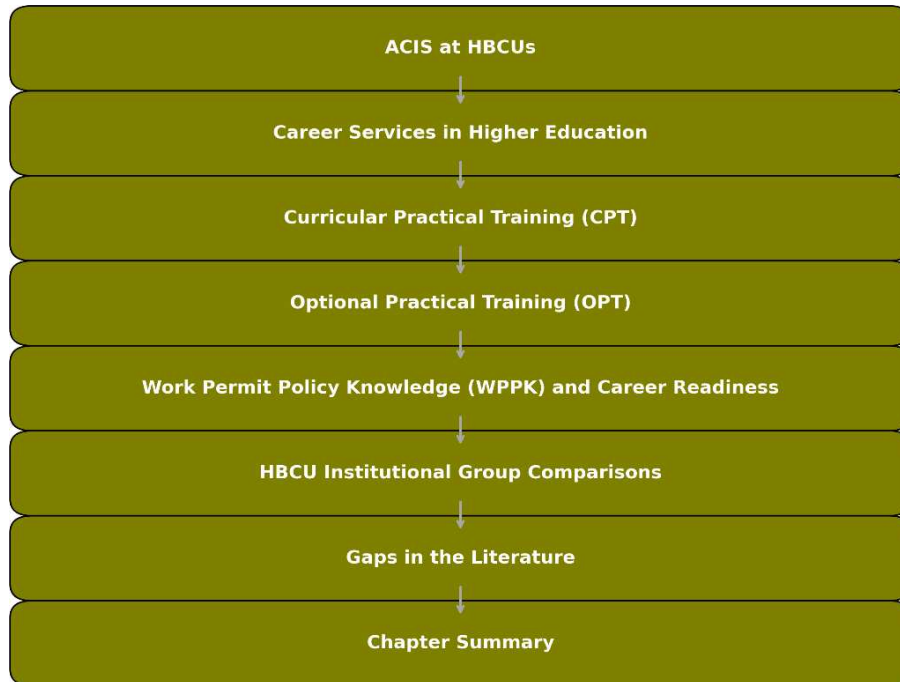 ACIS at HBCUs
Career Services in Higher Education
Curricular Practical Training (CPT)
Optional Practical Training (OPT)
Work Permit Policy Knowledge (WPPK) and Career Readiness
HBCU Institutional Group Comparisons
Gaps in the Literature
Chapter Summary